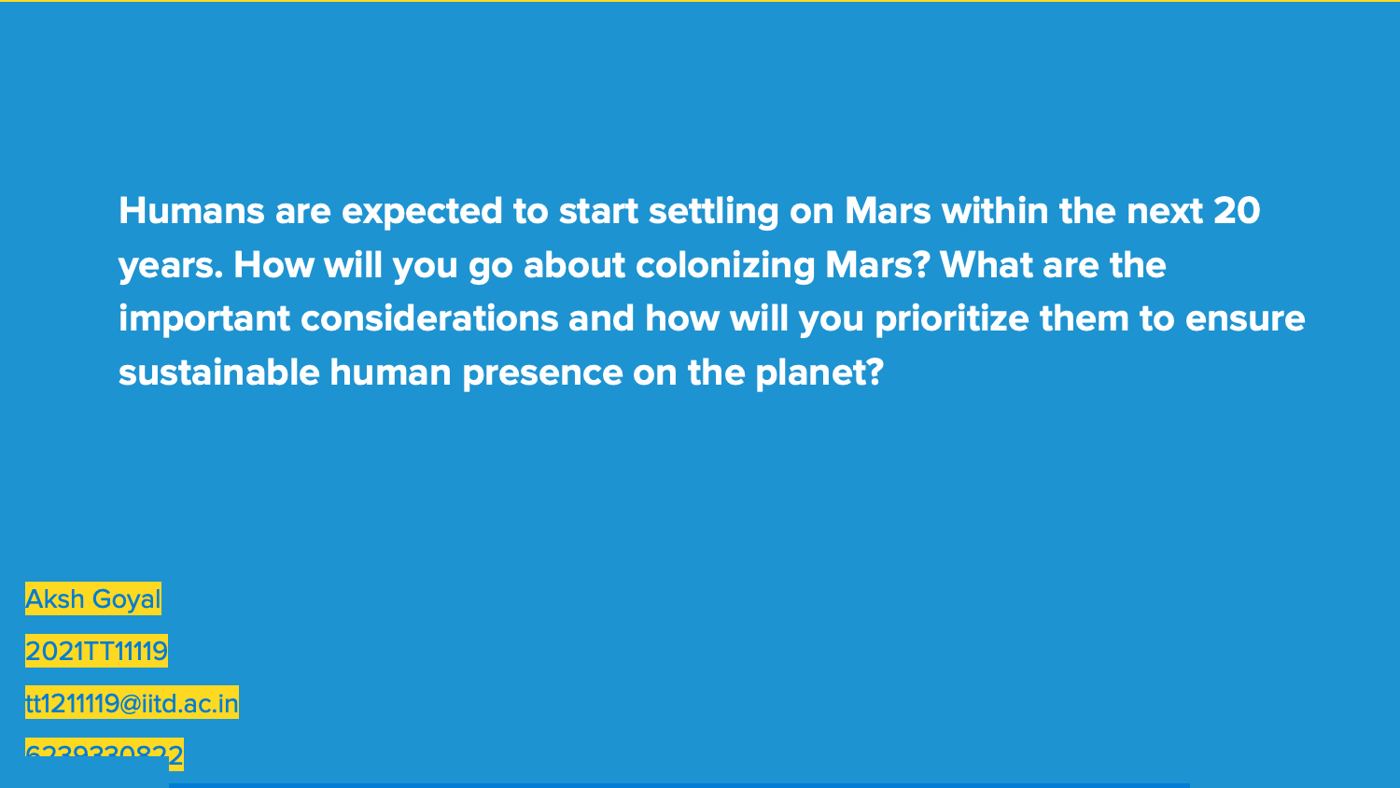 Humans are expected to start settling on Mars within the next 20
years. How will you go about colonizing Mars? What are the
important considerations and how will you prioritize them to ensure
sustainable human presence on the planet?
Aksh Goyal
2021TT11119
tt1211119@iitd.ac.in